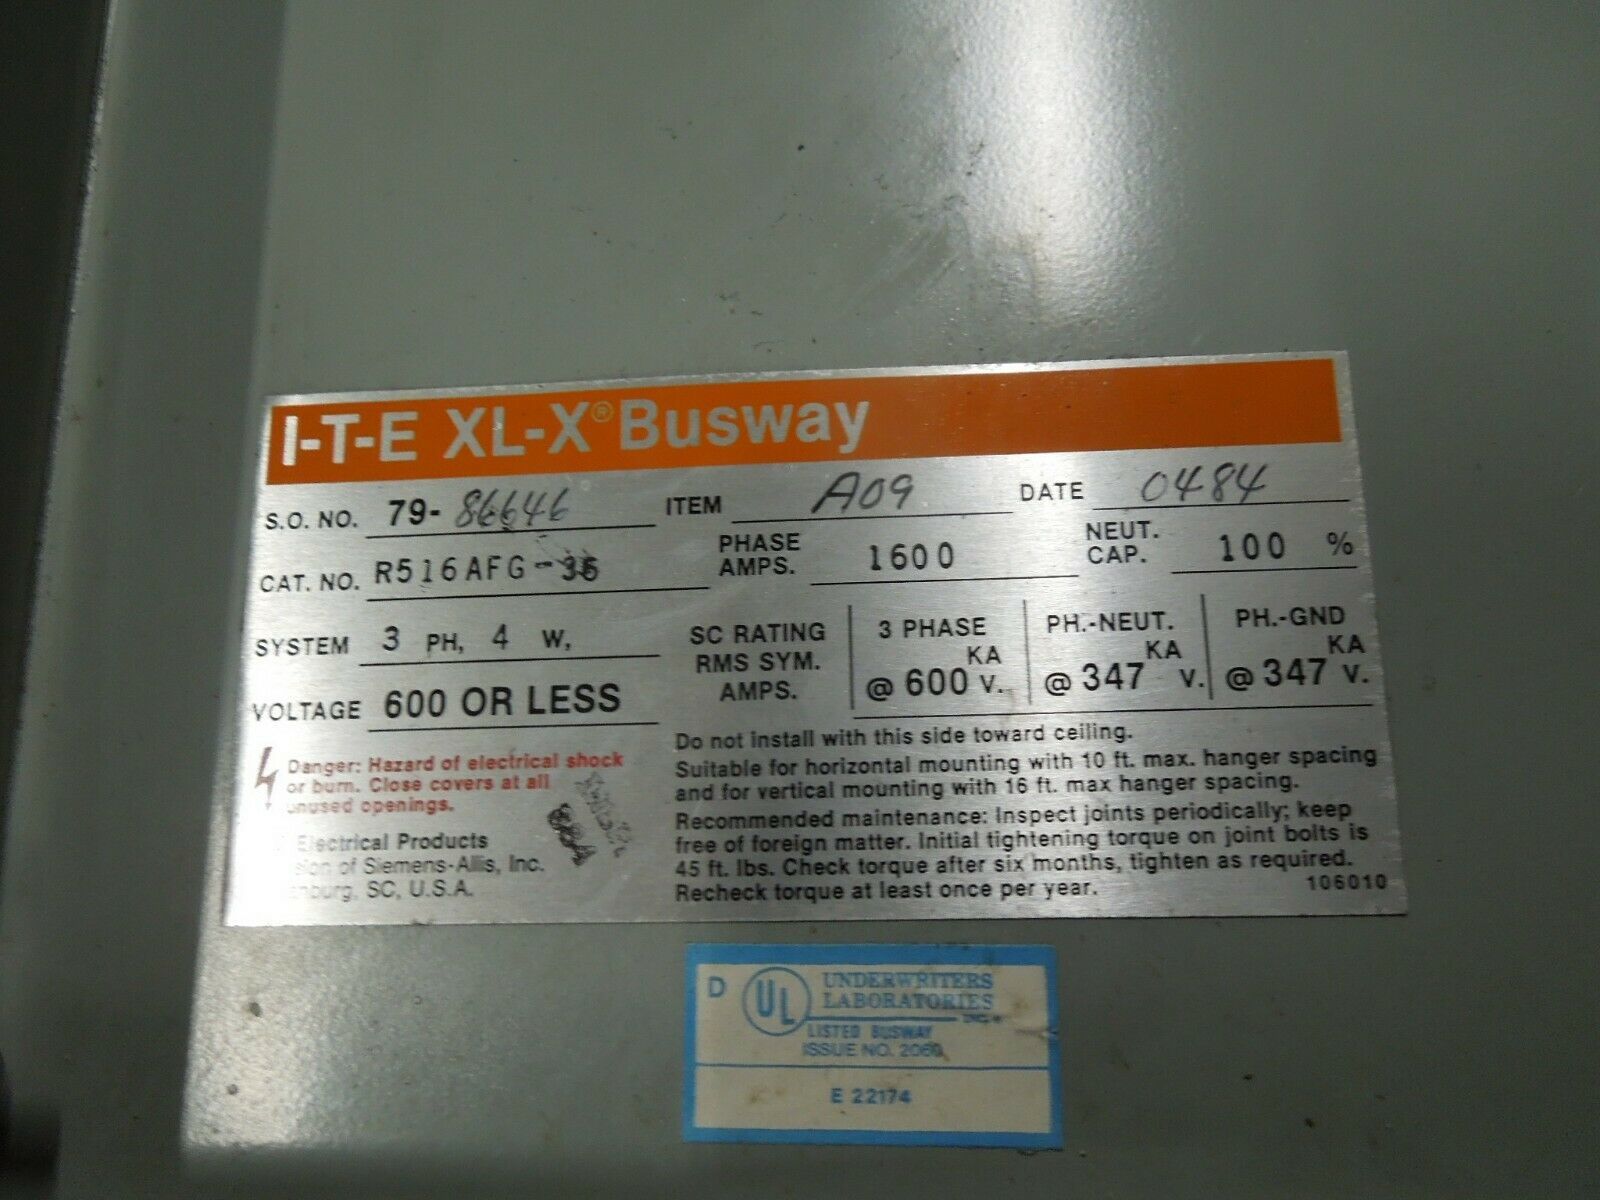 I-T-E XL-X® Busway
S.O. NO. 79-86646 ITEM A09 DATE 0484
CAT. NO. R516AFG- PHASE AMPS. 1600 NEUT. CAP. 100 %
SYSTEM 3 PH, 4 W,
VOLTAGE 600 OR LESS
SC RATING
RMS SYM.
AMPS.
3 PHASE
KA
@ 600 V.
PH.-NEUT.
KA
@ 347 V.
PH.-GND
KA
@ 347 V.
Danger: Hazard of electrical shock
or burn. Close covers at all
unused openings.
Electrical Products
of Siemens-Allis, Inc.
SC, U.S.A.
Do not install with this side toward ceiling.
Suitable for horizontal mounting with 10 ft. max. hanger spacing
and for vertical mounting with 16 ft. max hanger spacing.
Recommended maintenance: Inspect joints periodically; keep
free of foreign matter. Initial tightening torque on joint bolts is
45 ft. lbs. Check torque after six months, tighten as required.
Recheck torque at least once per year.
106010
D UL UNDERWRITERS
LABORATORIES
INC.®
LISTED BUSWAY
ISSUE NO. 2060
E 22174